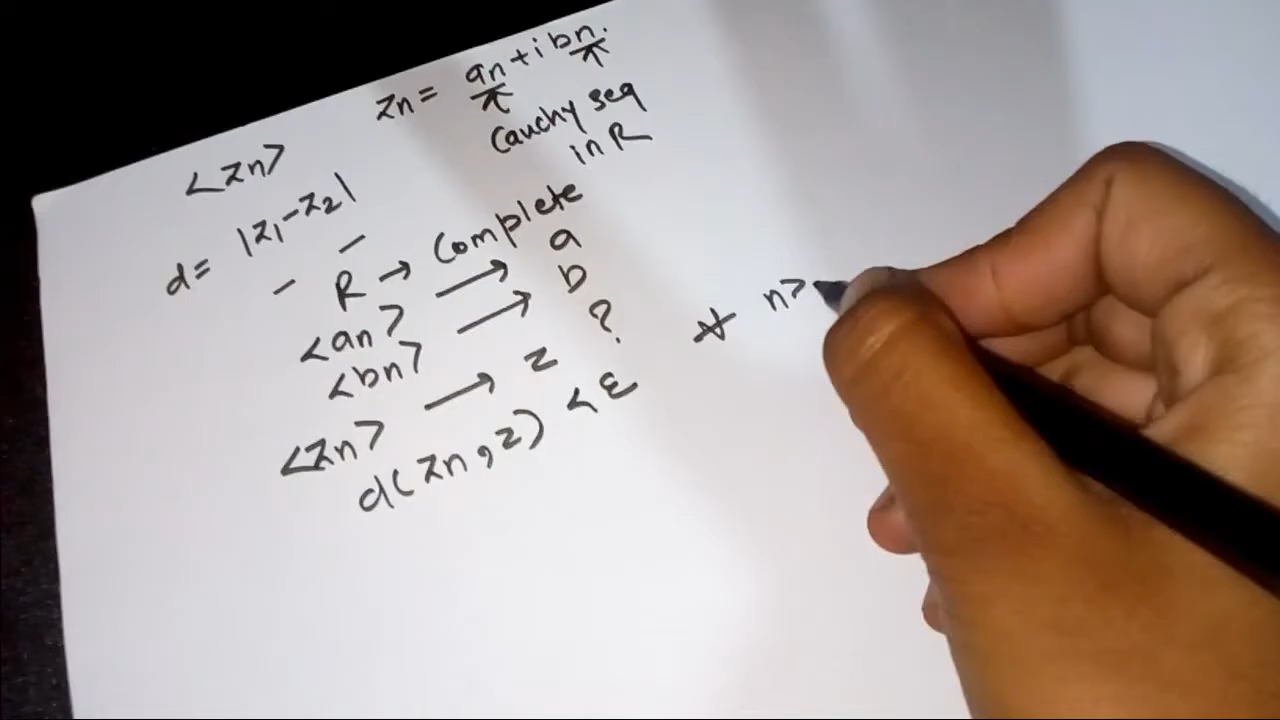 zn = an + ibn.
Cauchy seq
in R
<zn>
d = |z1 - z2|
R → Complete
<an> → a
<bn> → b
<zn> → z ?
d(zn, z) < ε ∀ n>